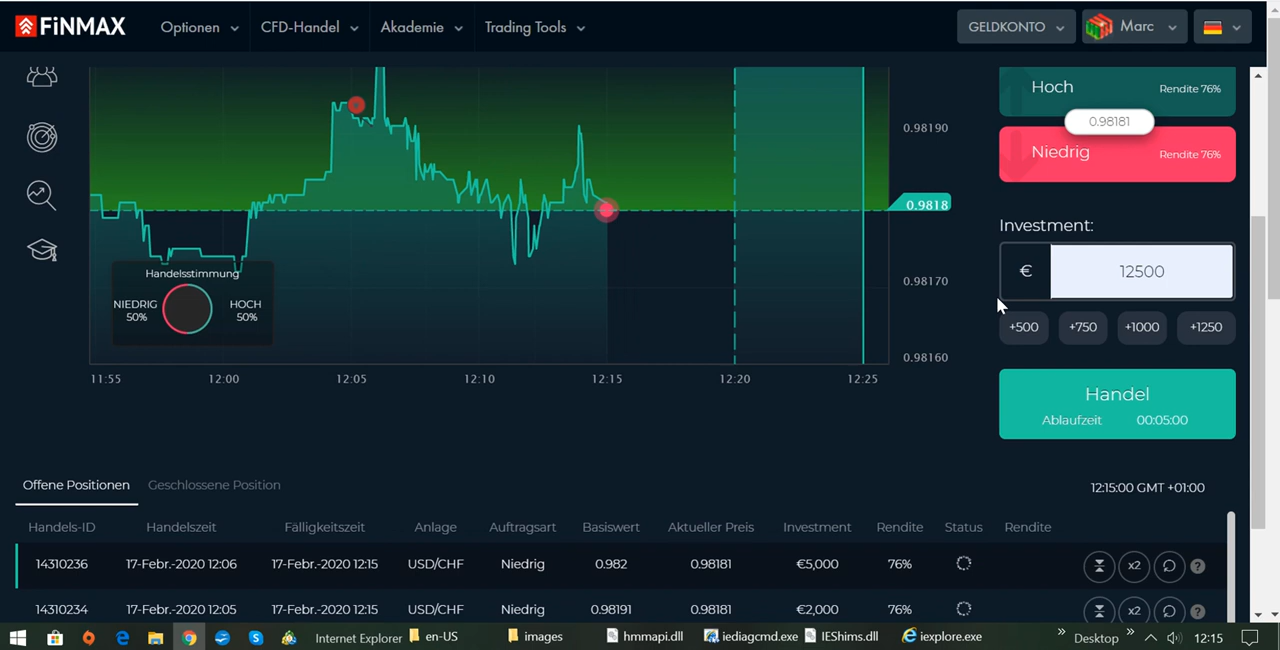 FiNMAX Optionen CFD-Handel Akademie Trading Tools GELDKONTO Marc
Hoch Rendite 76%
0.98181
Niedrig Rendite 76%
0.98190
0.9818
0.98170
0.98160
Handelsstimmung
NIEDRIG 50%
HOCH 50%
11:55 12:00 12:05 12:10 12:15 12:20 12:25
Investment:
€ 12500
+500 +750 +1000 +1250
Handel
Ablaufzeit 00:05:00
Offene Positionen Geschlossene Position 12:15:00 GMT +01:00
Handels-ID Handelszeit Fälligkeitszeit Anlage Auftragsart Basiswert Aktueller Preis Investment Rendite Status Rendite
14310236 17-Febr.-2020 12:06 17-Febr.-2020 12:15 USD/CHF Niedrig 0.982 0.98181 €5,000 76% x2 ?
14310234 17-Febr.-2020 12:05 17-Febr.-2020 12:15 USD/CHF Niedrig 0.98191 0.98181 €2,000 76% x2 ?
Internet Explorer en-US images hmmapi.dll iediagcmd.exe IEShims.dll iexplore.exe » Desktop » 12:15